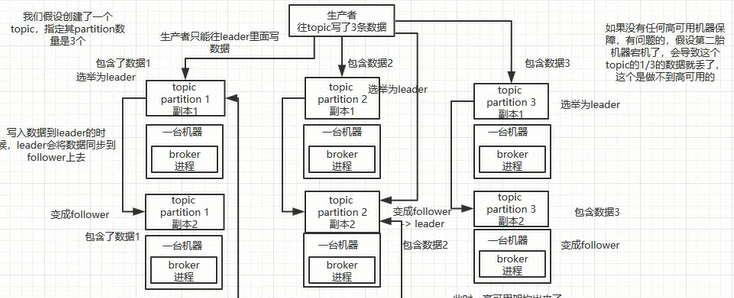 我们假设创建了一个
topic，指定其partition数
量是3个
生产者
往topic写了3条数据
生产者只能往leader里面写
数据
如果没有任何高可用机器保
障，有问题的，假设第二胎
机器宕机了，会导致这个
topic的1/3的数据就丢了，
这个是做不到高可用的
包含了数据1
选举为leader
包含数据2
选举为leader
包含数据3
选举为leader
topic
partition 1
副本1
topic
partition 2
副本1
topic
partition 3
副本1
写入数据到leader的时
候，leader会将数据同步到
follower上去
一台机器
broker
进程
一台机器
broker
进程
一台机器
broker
进程
变成follower
包含了数据1
topic
partition 1
副本2
topic
partition 2
副本2
变成follower
-> leader
包含数据2
topic
partition 3
副本2
包含数据3
变成follower
一台机器
broker
进程
一台机器
broker
进程
一台机器
broker
进程